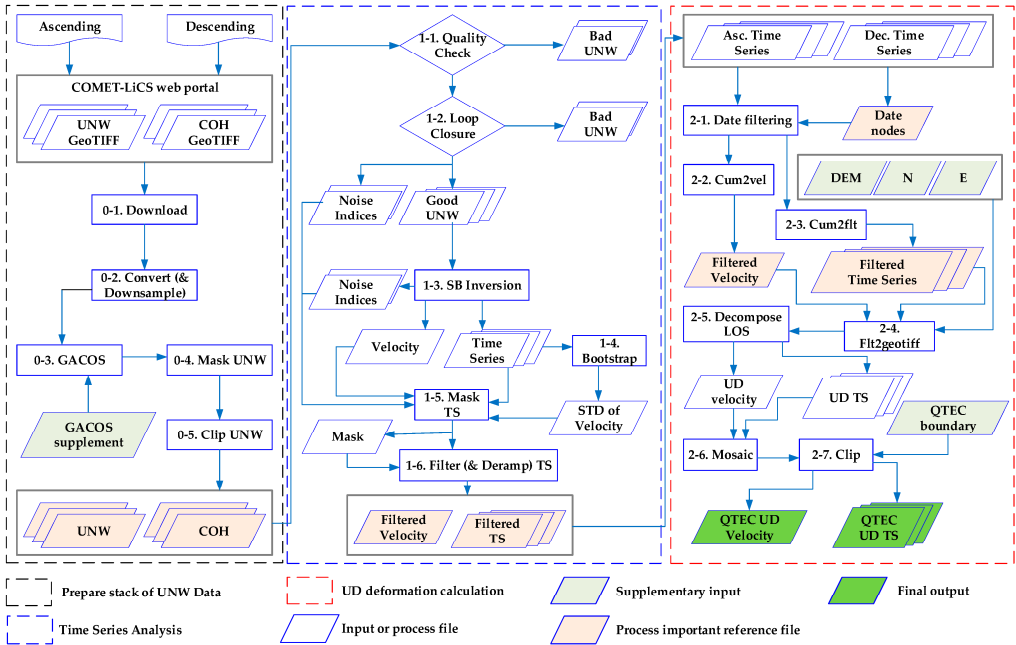 Ascending
Descending
COMET-LiCS web portal
UNW
GeoTIFF
COH
GeoTIFF
0-1. Download
0-2. Convert (&
Downsample)
0-3. GACOS
0-4. Mask UNW
GACOS
supplement
0-5. Clip UNW
UNW
COH
1-1. Quality
Check
Bad
UNW
1-2. Loop
Closure
Bad
UNW
Noise
Indices
Good
UNW
Noise
Indices
1-3. SB Inversion
Velocity
Time
Series
1-4.
Bootstrap
1-5. Mask
TS
STD of
Velocity
Mask
1-6. Filter (& Deramp) TS
Filtered
Velocity
Filtered
TS
Asc. Time
Series
Dec. Time
Series
2-1. Date filtering
Date
nodes
2-2. Cum2vel
DEM
N
E
2-3. Cum2flt
Filtered
Velocity
Filtered
Time Series
2-5. Decompose
LOS
2-4.
Flt2geotiff
UD
velocity
UD TS
QTEC
boundary
2-6. Mosaic
2-7. Clip
QTEC UD
Velocity
QTEC
UD TS
Prepare stack of UNW Data
UD deformation calculation
Supplementary input
Final output
Time Series Analysis
Input or process file
Process important reference file